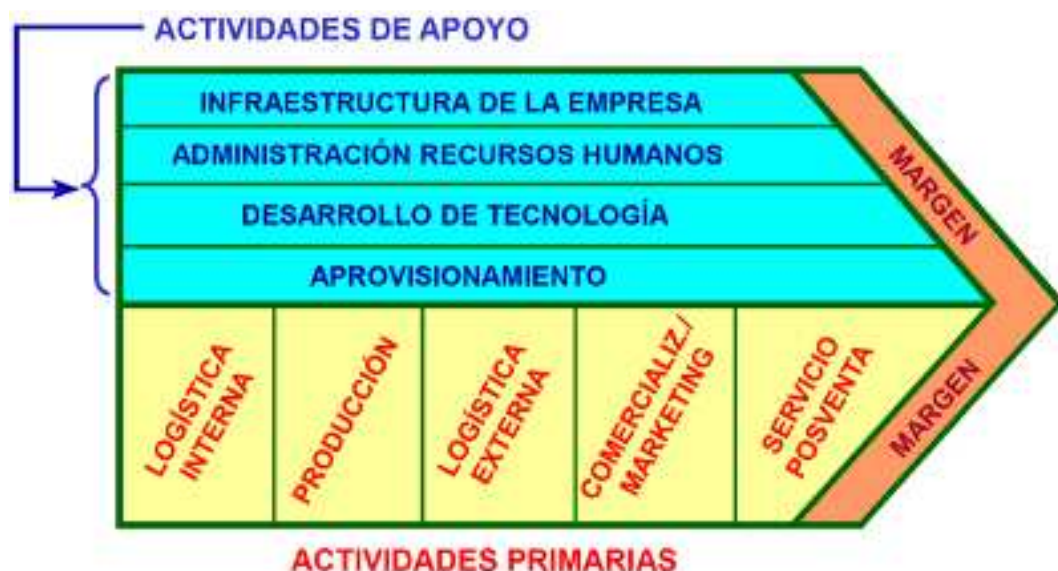 ACTIVIDADES DE APOYO
INFRAESTRUCTURA DE LA EMPRESA
ADMINISTRACIÓN RECURSOS HUMANOS
DESARROLLO DE TECNOLOGÍA
APROVISIONAMIENTO
MARGEN
LOGÍSTICA
INTERNA
PRODUCCIÓN
LOGÍSTICA
EXTERNA
COMERCIALIZ./
MARKETING
SERVICIO
POSVENTA
MARGEN
ACTIVIDADES PRIMARIAS